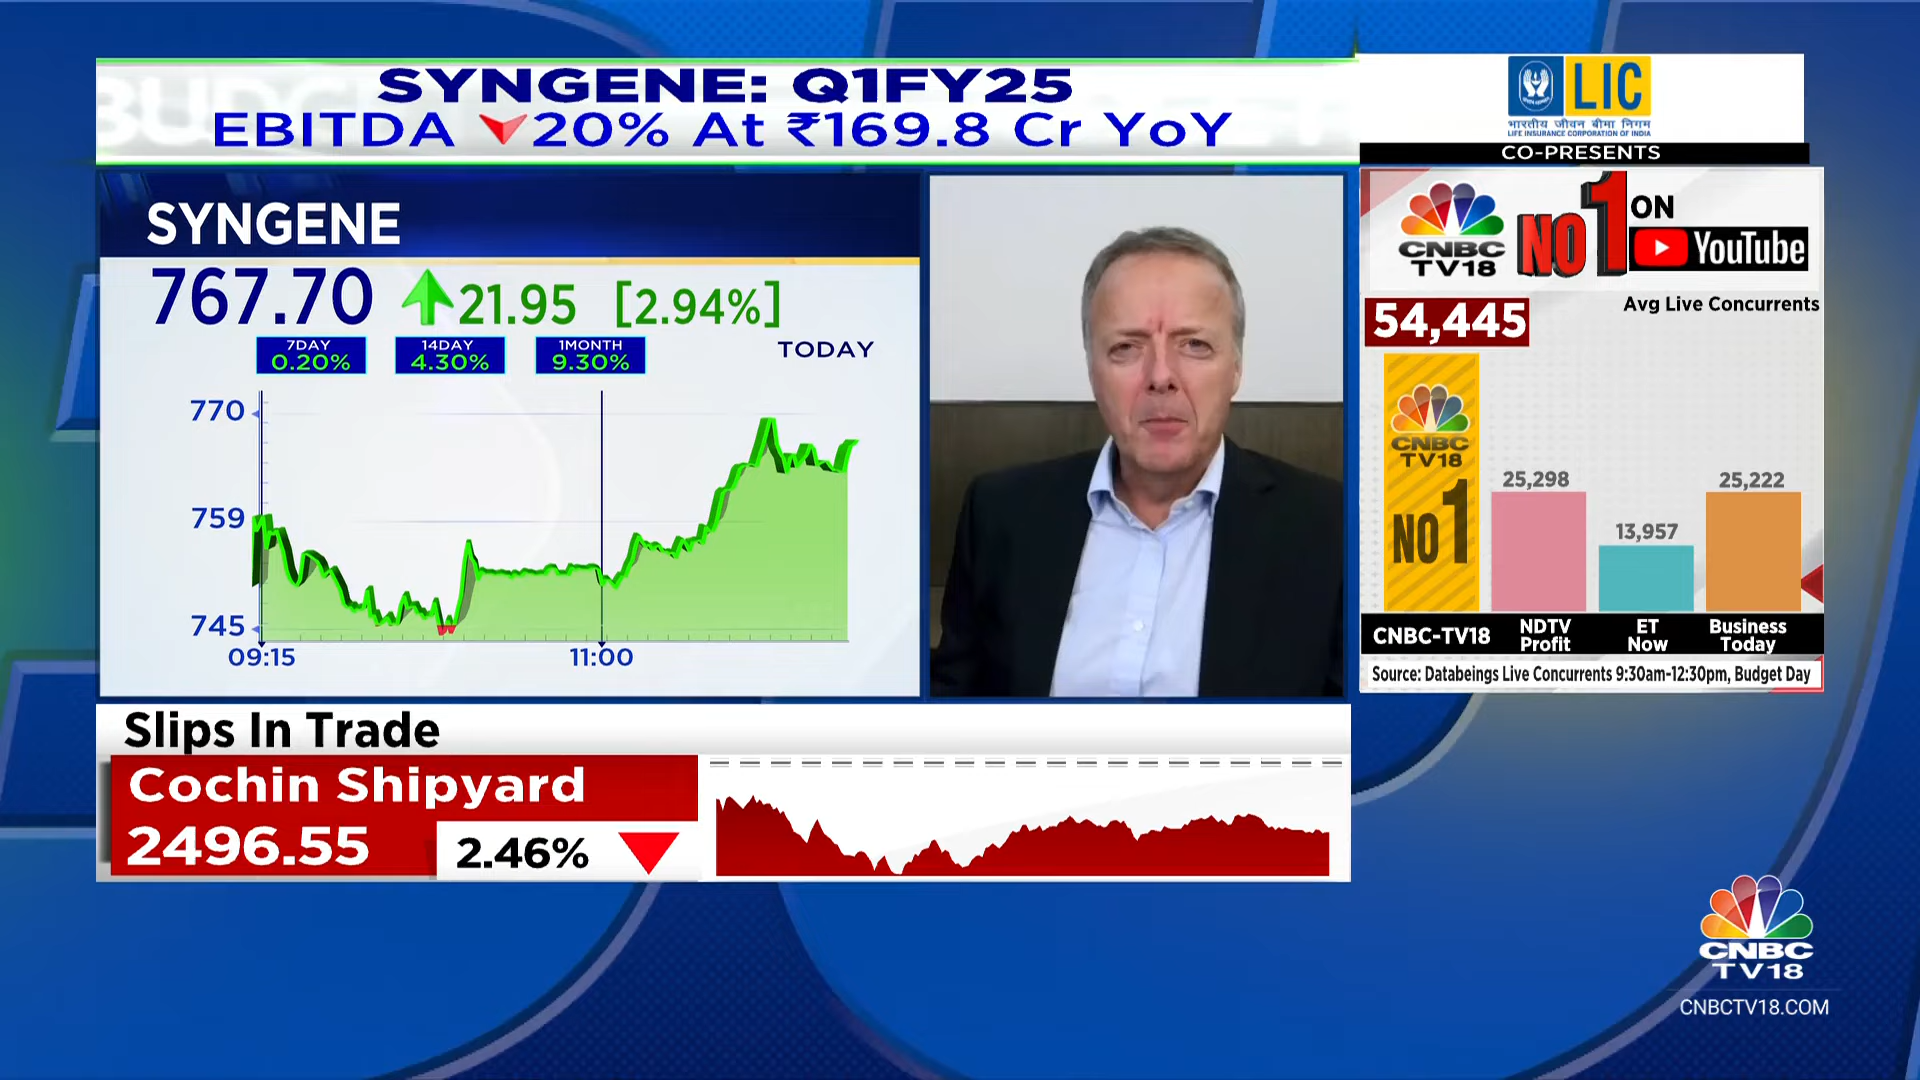 SYNGENE: Q1FY25
EBITDA 20% At ₹169.8 Cr YoY
LIC
भारतीय जीवन बीमा निगम
LIFE INSURANCE CORPORATION OF INDIA
CO-PRESENTS
SYNGENE
767.70 21.95 [2.94%]
7DAY 14DAY 1MONTH
0.20% 4.30% 9.30%
TODAY
770
759
745
09:15 11:00
CNBC
TV18
NO 1 ON
YouTube
Avg Live Concurrents
54,445
CNBC
TV18
NO 1
25,298
13,957
25,222
CNBC-TV18
NDTV
Profit
ET
Now
Business
Today
Source: Databeings Live Concurrents 9:30am-12:30pm, Budget Day
Slips In Trade
Cochin Shipyard
2496.55
2.46%
CNBC
TV18
CNBCTV18.COM